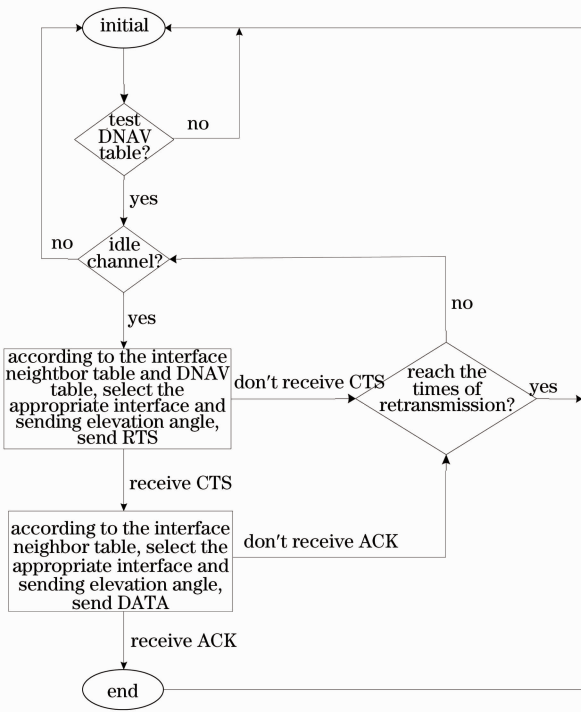 initial
test
DNAV
table?
no
yes
no
idle
channel?
no
yes
according to the interface
neightbor table and DNAV
table, select the
appropriate interface and
sending elevation angle,
send RTS
don't receive CTS
reach the
times of
retransmission?
yes
receive CTS
according to the interface
neighbor table, select the
appropriate interface and
sending elevation angle,
send DATA
don't receive ACK
receive ACK
end